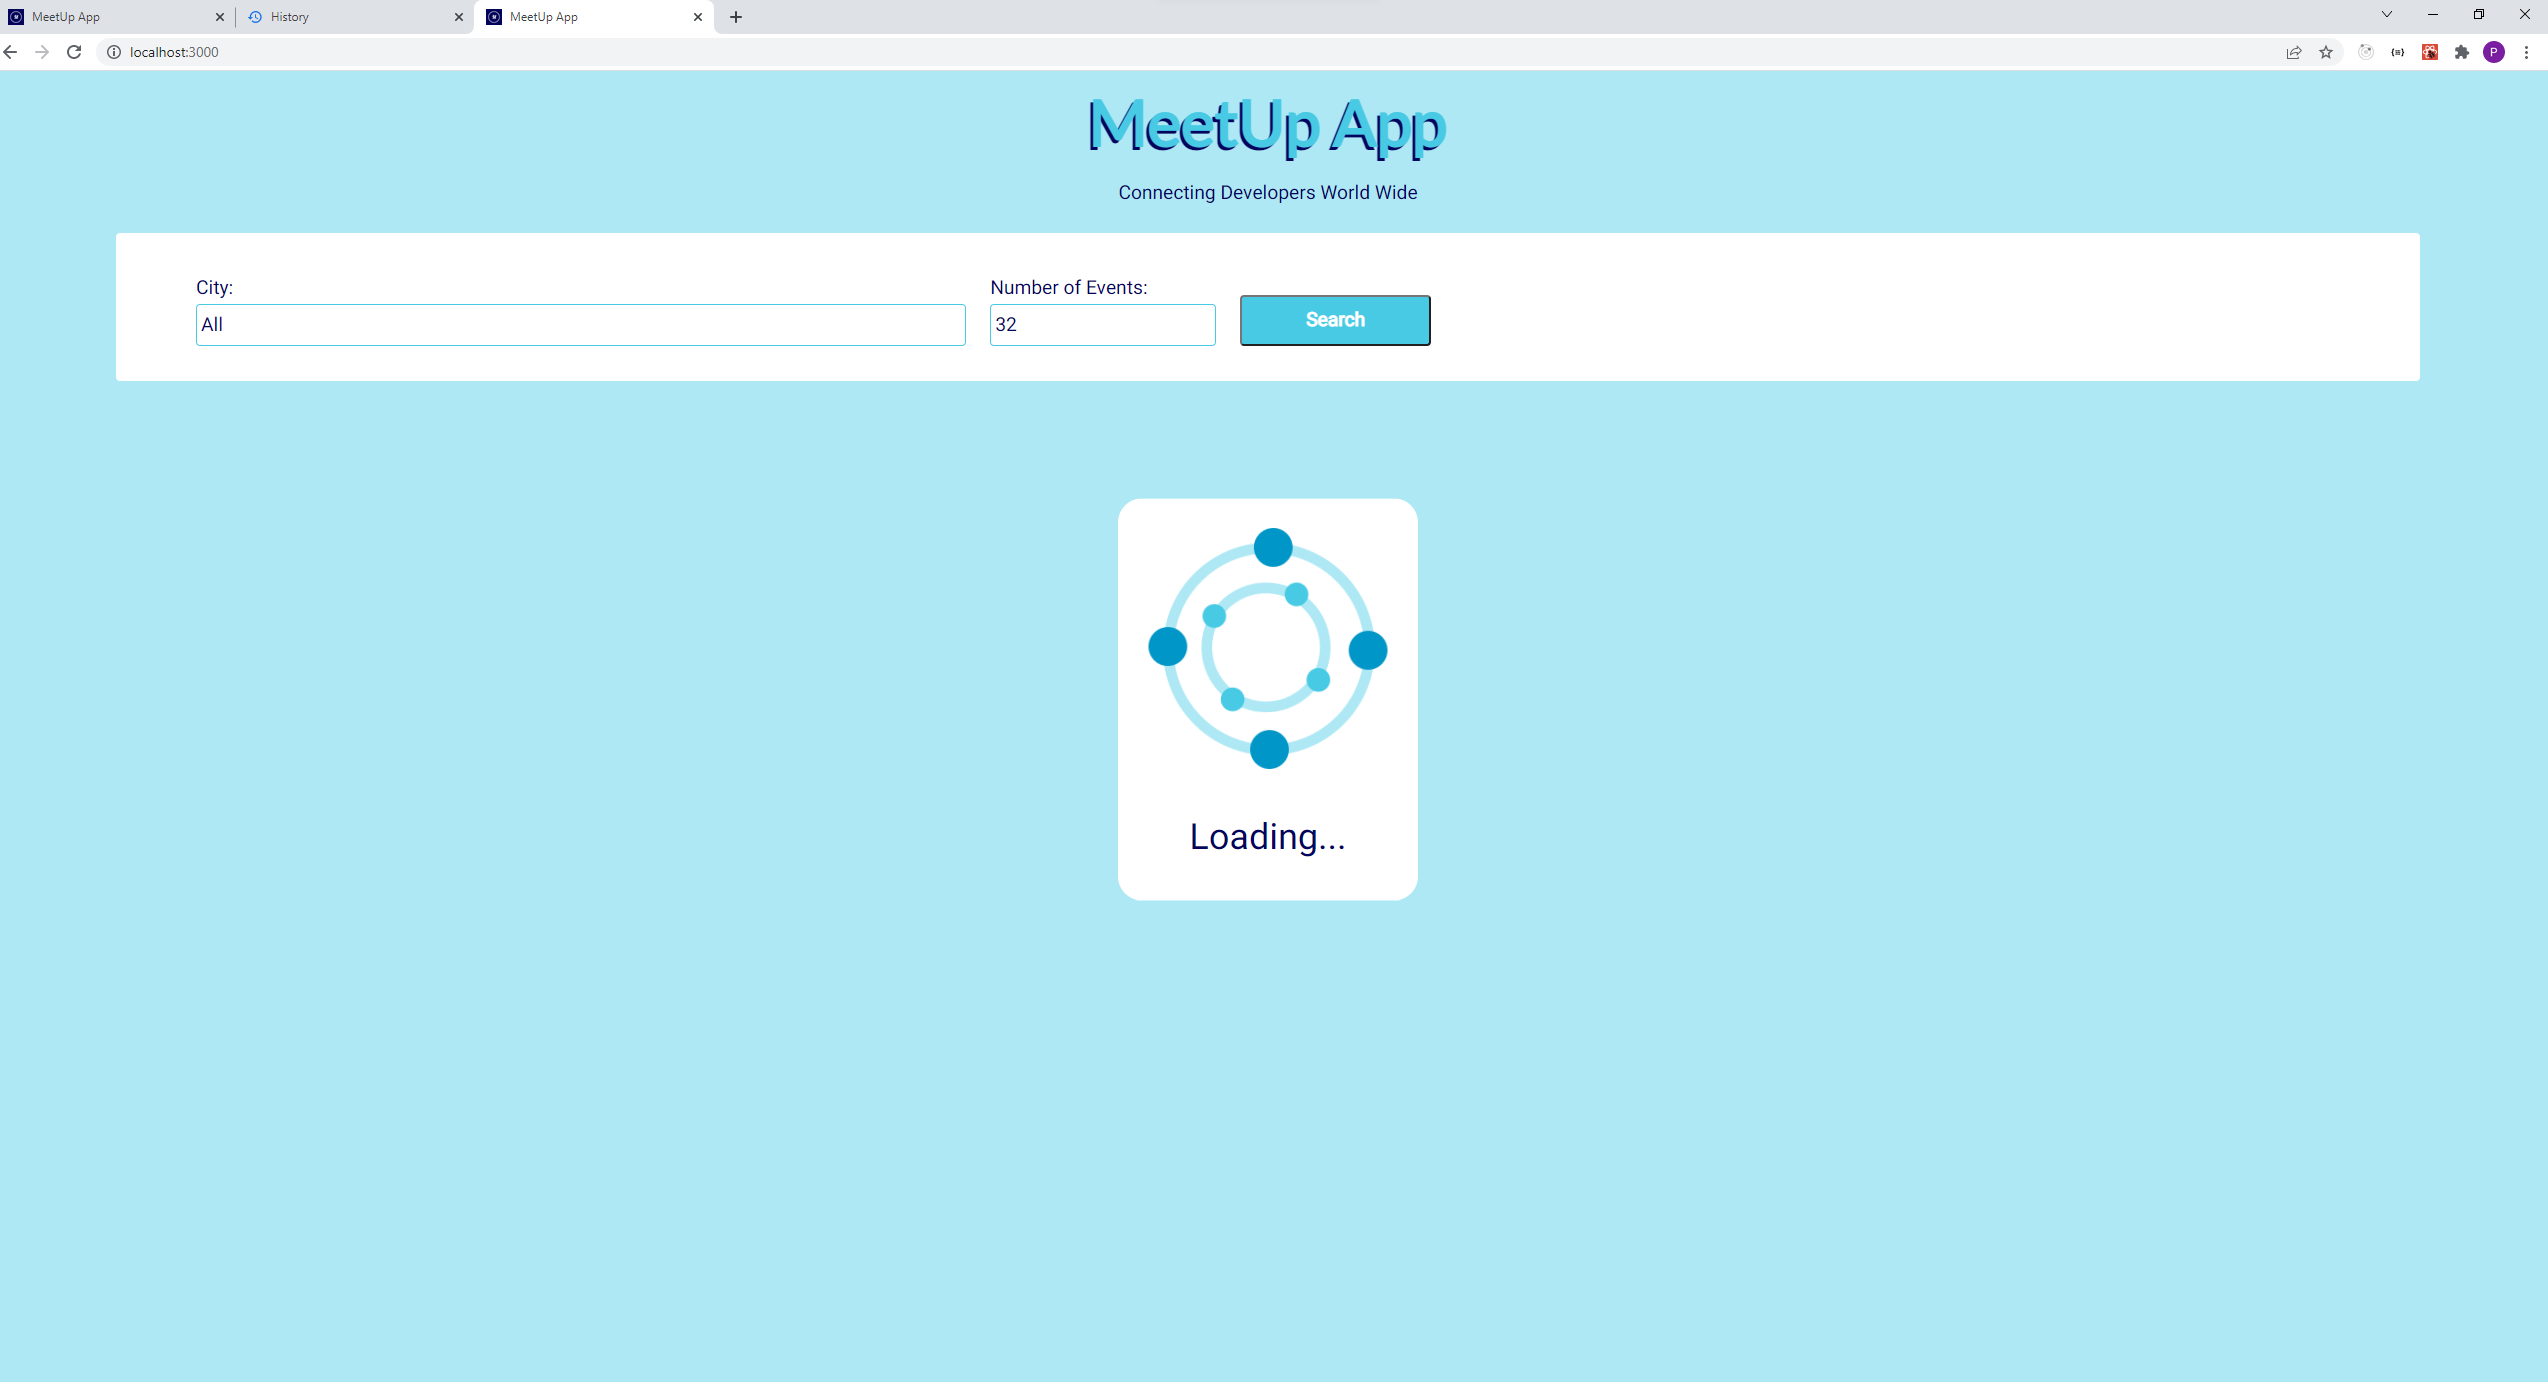 MeetUp App
History
MeetUp App
localhost:3000
P
MeetUp App
Connecting Developers World Wide
City:
Number of Events:
All
32
Search
Loading...